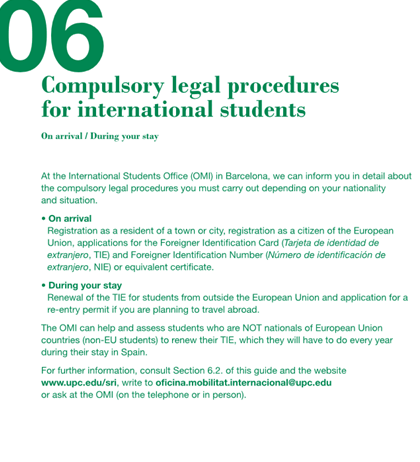 06
Compulsory legal procedures
for international students
On arrival / During your stay
At the International Students Office (OMI) in Barcelona, we can inform you in detail about
the compulsory legal procedures you must carry out depending on your nationality
and situation.
• On arrival
Registration as a resident of a town or city, registration as a citizen of the European
Union, applications for the Foreigner Identification Card (Tarjeta de identidad de
extranjero, TIE) and Foreigner Identification Number (Número de identificación de
extranjero, NIE) or equivalent certificate.
• During your stay
Renewal of the TIE for students from outside the European Union and application for a
re-entry permit if you are planning to travel abroad.
The OMI can help and assess students who are NOT nationals of European Union
countries (non-EU students) to renew their TIE, which they will have to do every year
during their stay in Spain.
For further information, consult Section 6.2. of this guide and the website
www.upc.edu/sri, write to oficina.mobilitat.internacional@upc.edu
or ask at the OMI (on the telephone or in person).